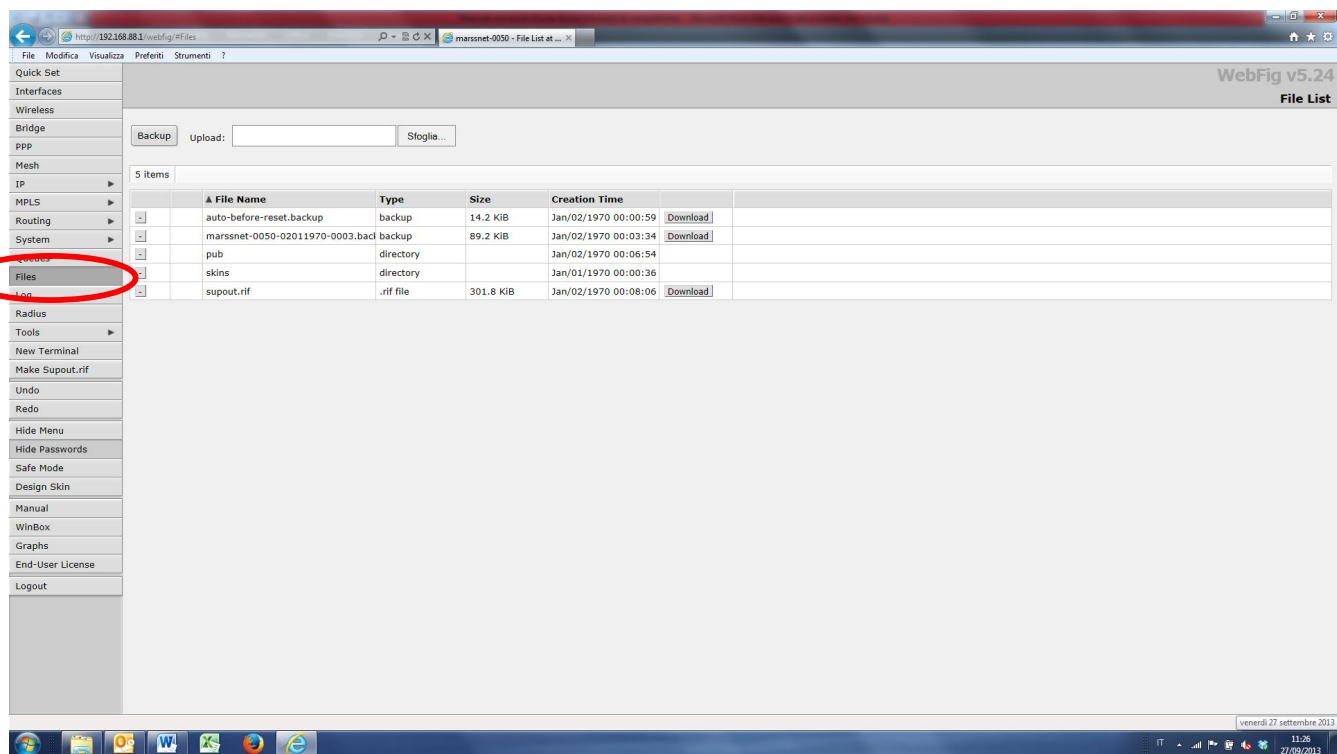 http://192.168.88.1/webfig/#Files
marssnet-0050 - File List at ...
File Modifica Visualizza Preferiti Strumenti ?
WebFig v5.24
File List
Quick Set
Interfaces
Wireless
Bridge
PPP
Mesh
IP
MPLS
Routing
System
Queues
Files
Log
Radius
Tools
New Terminal
Make Supout.rif
Undo
Redo
Hide Menu
Hide Passwords
Safe Mode
Design Skin
Manual
WinBox
Graphs
End-User License
Logout
Backup Upload: Sfoglia...
5 items
▲ File Name Type Size Creation Time
- auto-before-reset.backup backup 14.2 KiB Jan/02/1970 00:00:59 Download
- marssnet-0050-02011970-0003.back backup 89.2 KiB Jan/02/1970 00:03:34 Download
- pub directory Jan/02/1970 00:06:54
- skins directory Jan/01/1970 00:00:36
- supout.rif .rif file 301.8 KiB Jan/02/1970 00:08:06 Download
venerdì 27 settembre 2013
IT
11:26
27/09/2013